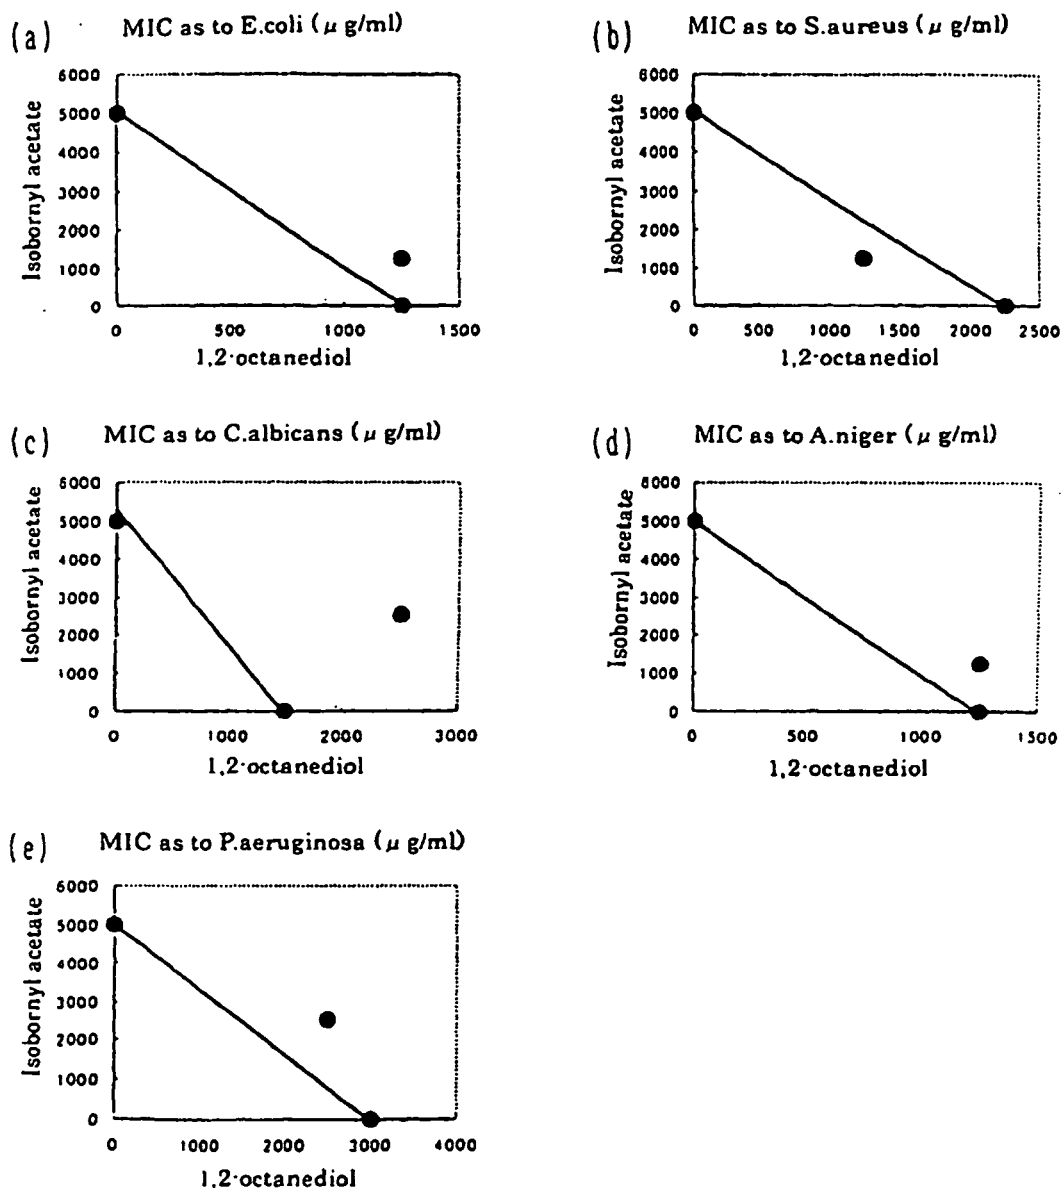 (a) MIC as to E.coli (μ g/ml)
6000
5000
4000
3000
2000
1000
0
Isobornyl acetate
0 500 1000 1500
1,2-octanediol
(b) MIC as to S.aureus (μ g/ml)
6000
5000
4000
3000
2000
1000
0
Isobornyl acetate
0 500 1000 1500 2000 2500
1,2-octanediol
(c) MIC as to C.albicans (μ g/ml)
6000
5000
4000
3000
2000
1000
0
Isobornyl acetate
0 1000 2000 3000
1,2-octanediol
(d) MIC as to A.niger (μ g/ml)
6000
5000
4000
3000
2000
1000
0
Isobornyl acetate
0 500 1000 1500
1,2-octanediol
(e) MIC as to P.aeruginosa (μ g/ml)
6000
5000
4000
3000
2000
1000
0
Isobornyl acetate
0 1000 2000 3000 4000
1,2-octanediol